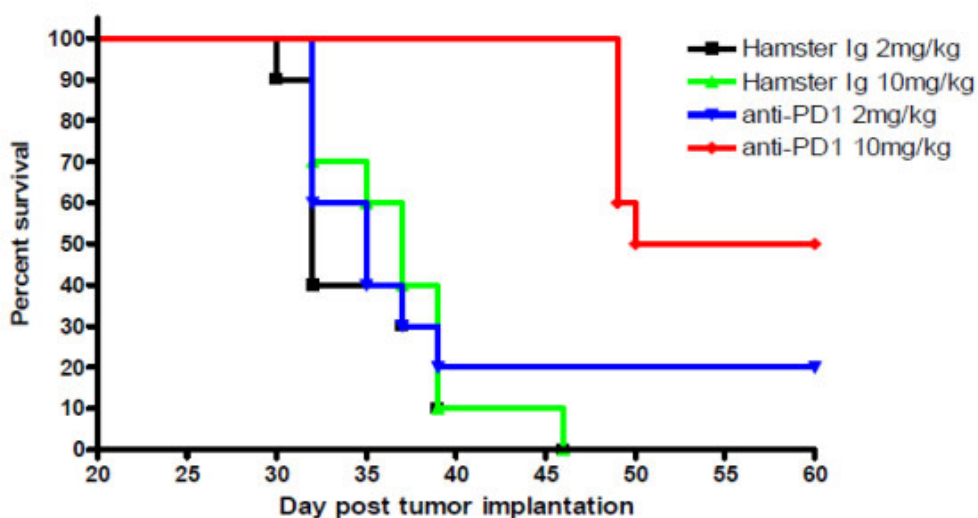 100
90
80
70
60
50
40
30
20
10
0
Percent survival
20 25 30 35 40 45 50 55 60
Day post tumor implantation
Hamster Ig 2mg/kg
Hamster Ig 10mg/kg
anti-PD1 2mg/kg
anti-PD1 10mg/kg